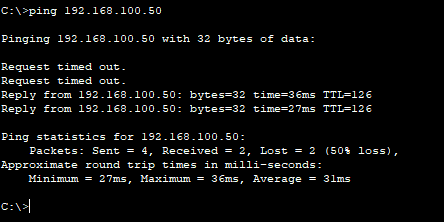 C:\>ping 192.168.100.50
Pinging 192.168.100.50 with 32 bytes of data:
Request timed out.
Request timed out.
Reply from 192.168.100.50: bytes=32 time=36ms TTL=126
Reply from 192.168.100.50: bytes=32 time=27ms TTL=126
Ping statistics for 192.168.100.50:
    Packets: Sent = 4, Received = 2, Lost = 2 (50% loss),
Approximate round trip times in milli-seconds:
    Minimum = 27ms, Maximum = 36ms, Average = 31ms
C:\>